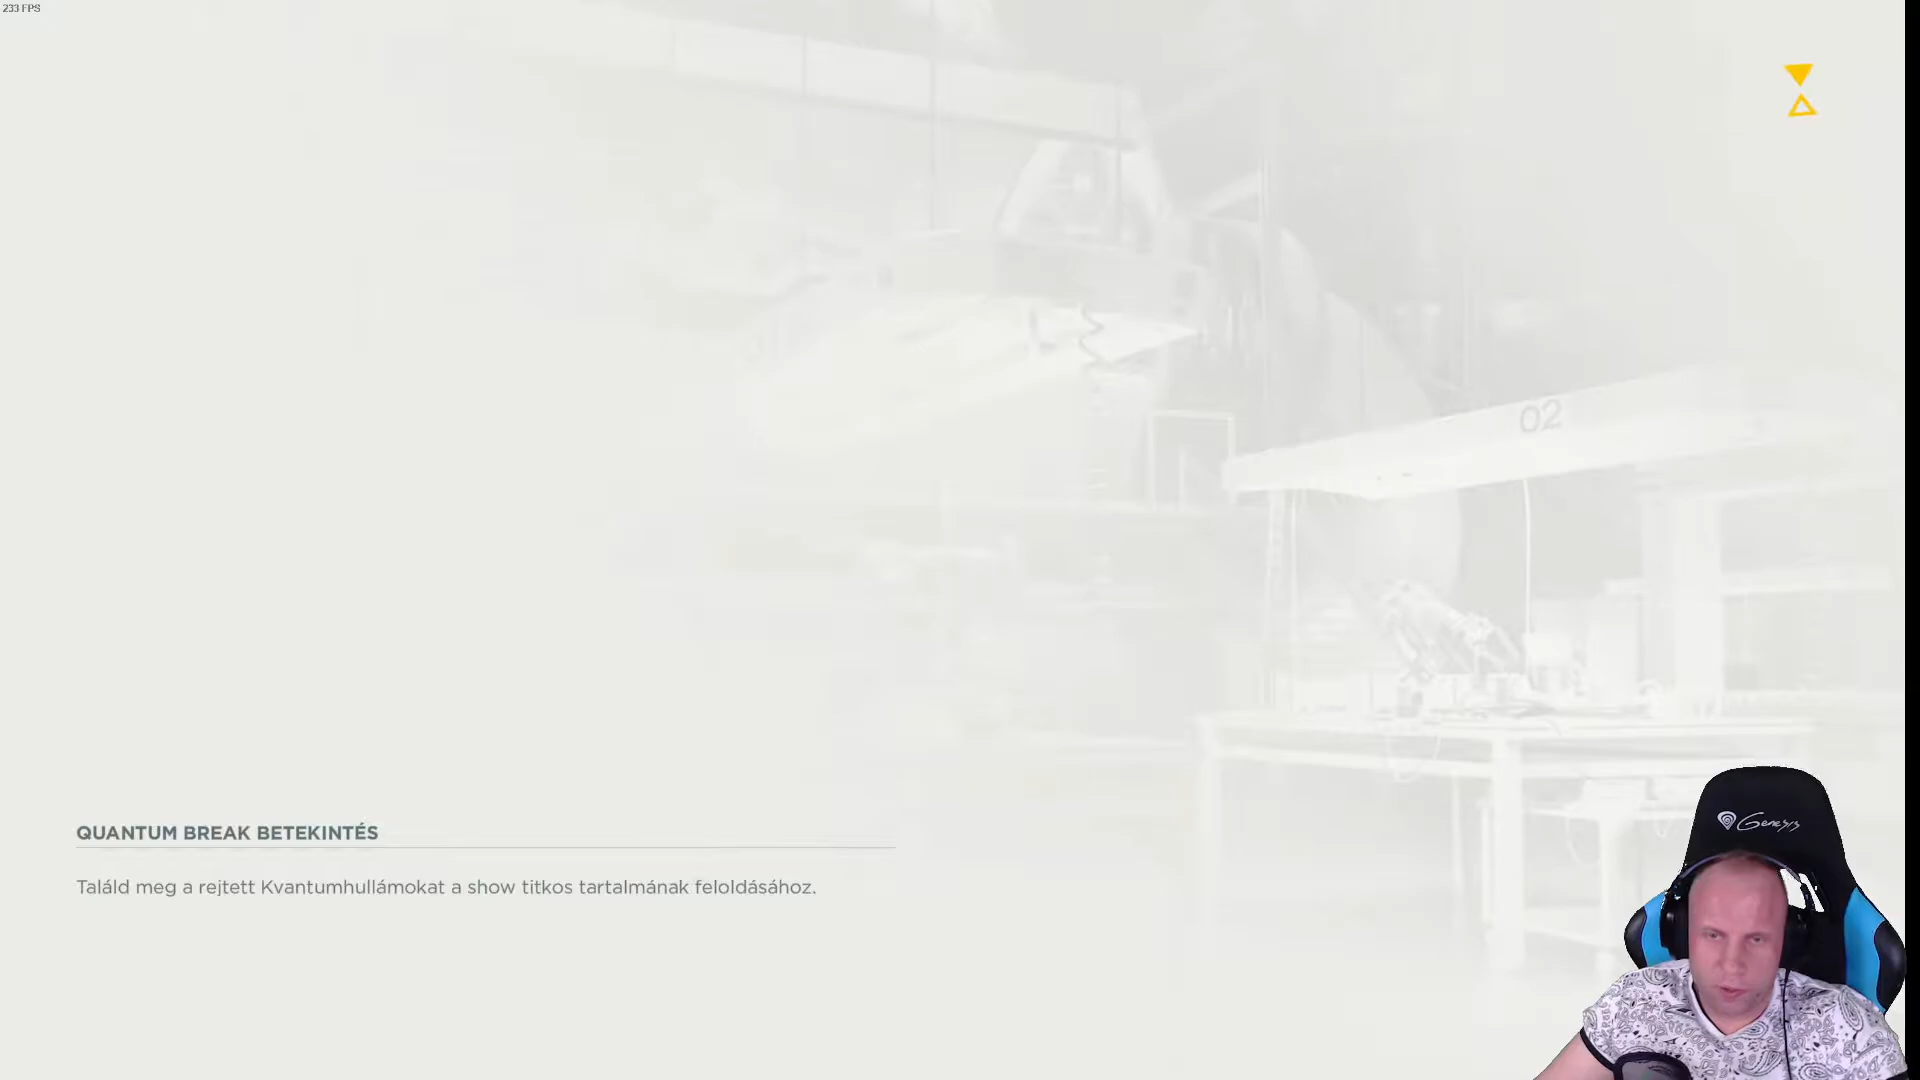 233 FPS
02
QUANTUM BREAK BETEKINTÉS
Találd meg a rejtett Kvantumhullámokat a show titkos tartalmának feloldásához.
Genesis